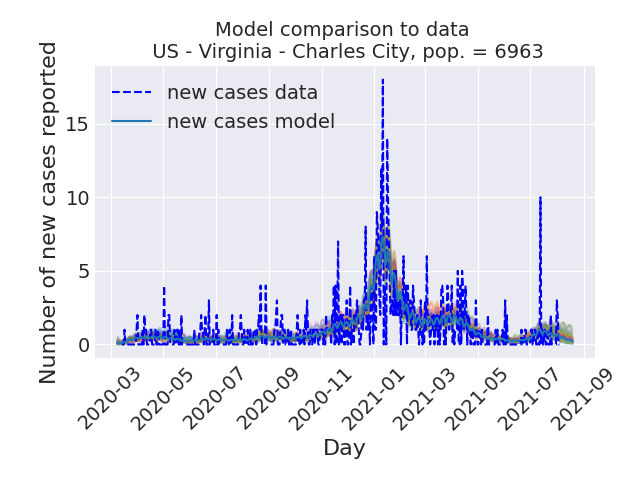 Model comparison to data
US - Virginia - Charles City, pop. = 6963
new cases data
new cases model
Number of new cases reported
15
10
5
0
2020-03
2020-05
2020-07
2020-09
2020-11
2021-01
2021-03
2021-05
2021-07
2021-09
Day